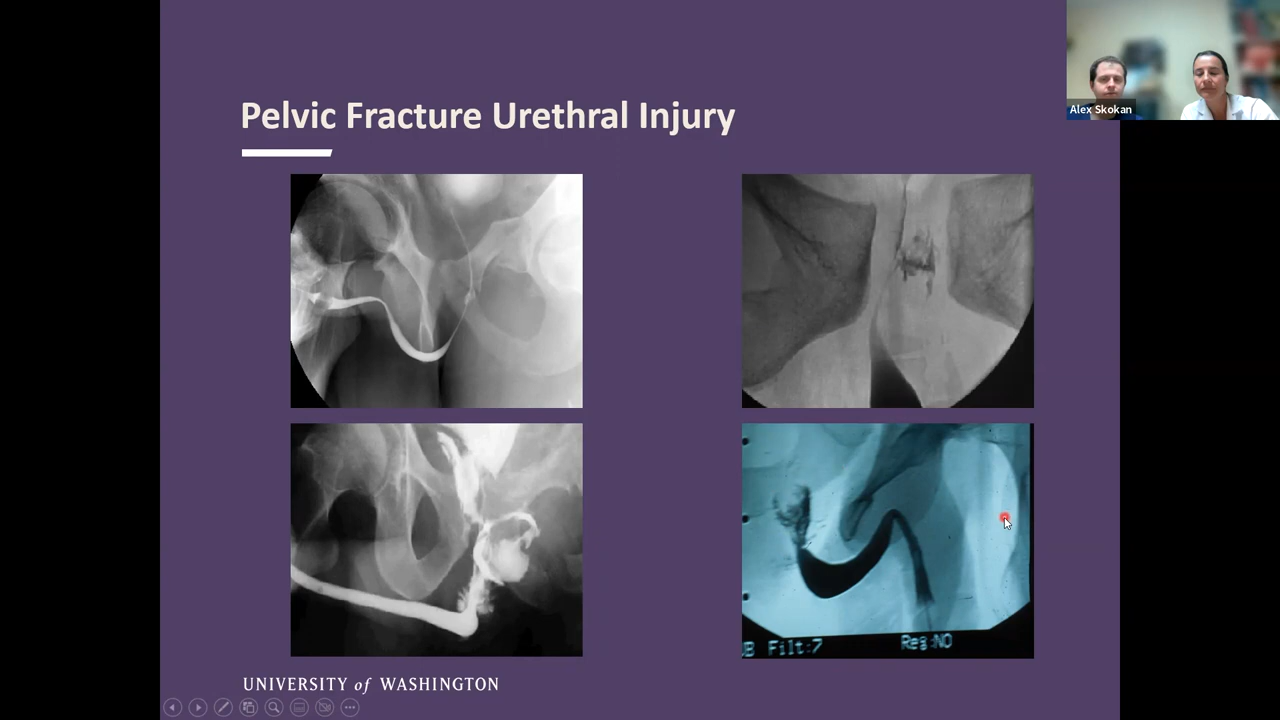 Alex Skokan
Pelvic Fracture Urethral Injury
B Filt:7 Reg:NO
UNIVERSITY of WASHINGTON